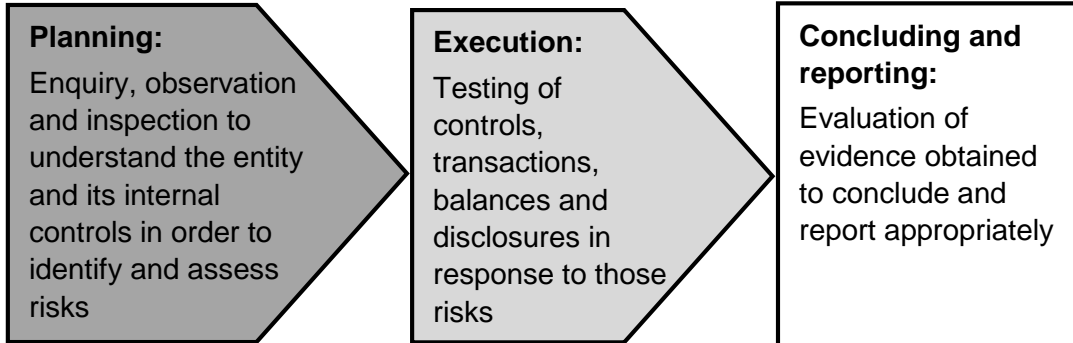 Planning:
Enquiry, observation
and inspection to
understand the entity
and its internal
controls in order to
identify and assess
risks
Execution:
Testing of
controls,
transactions,
balances and
disclosures in
response to those
risks
Concluding and
reporting:
Evaluation of
evidence obtained
to conclude and
report appropriately